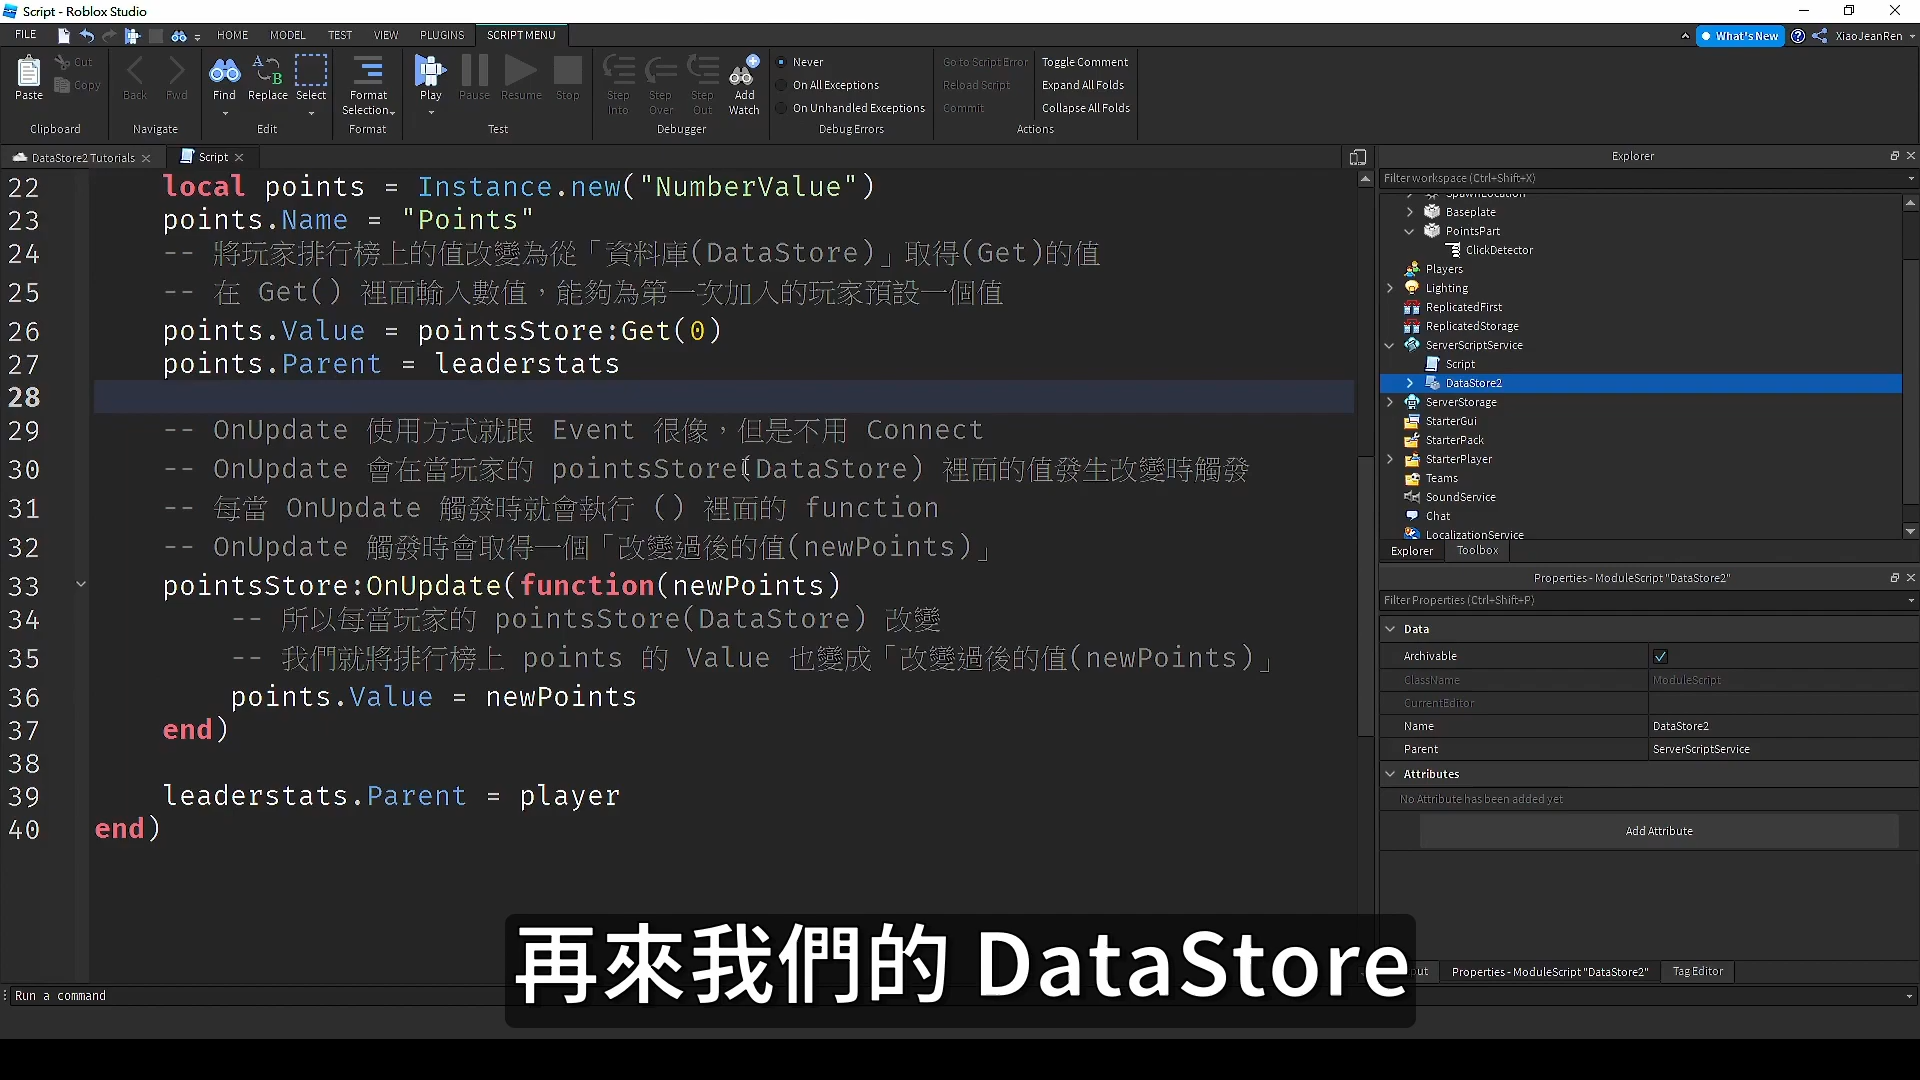 Script - Roblox Studio
FILE HOME MODEL TEST VIEW PLUGINS SCRIPT MENU What's New XiaoJeanRen
Paste Cut Copy Back Fwd Find Replace Select Format Selection Play Pause Resume Stop Step Into Step Over Step Out Add Watch
Never
On All Exceptions
On Unhandled Exceptions
Go to Script Error
Reload Script
Commit
Toggle Comment
Expand All Folds
Collapse All Folds
Clipboard Navigate Edit Format Test Debugger Debug Errors Actions
DataStore2 Tutorials Script
22 local points = Instance.new("NumberValue")
23 points.Name = "Points"
24 -- 將玩家排行榜上的值改變為從「資料庫(DataStore)」取得(Get)的值
25 -- 在 Get() 裡面輸入數值，能夠為第一次加入的玩家預設一個值
26 points.Value = pointsStore:Get(0)
27 points.Parent = leaderstats
28
29 -- OnUpdate 使用方式就跟 Event 很像，但是不用 Connect
30 -- OnUpdate 會在當玩家的 pointsStore(DataStore) 裡面的值發生改變時觸發
31 -- 每當 OnUpdate 觸發時就會執行 () 裡面的 function
32 -- OnUpdate 觸發時會取得一個「改變過後的值(newPoints)」
33 pointsStore:OnUpdate(function(newPoints)
34 -- 所以每當玩家的 pointsStore(DataStore) 改變
35 -- 我們就將排行榜上 points 的 Value 也變成「改變過後的值(newPoints)」
36 points.Value = newPoints
37 end)
38
39 leaderstats.Parent = player
40 end)
Explorer
Filter workspace (Ctrl+Shift+X)
SpawnLocation
Baseplate
PointsPart
ClickDetector
Players
Lighting
ReplicatedFirst
ReplicatedStorage
ServerScriptService
Script
DataStore2
ServerStorage
StarterGui
StarterPack
StarterPlayer
Teams
SoundService
Chat
LocalizationService
Explorer Toolbox
Properties - ModuleScript "DataStore2"
Filter Properties (Ctrl+Shift+P)
Data
Archivable
ClassName ModuleScript
CurrentEditor
Name DataStore2
Parent ServerScriptService
Attributes
No Attribute has been added yet
Add Attribute
Properties - ModuleScript "DataStore2" Tag Editor
Run a command
再來我們的 DataStore